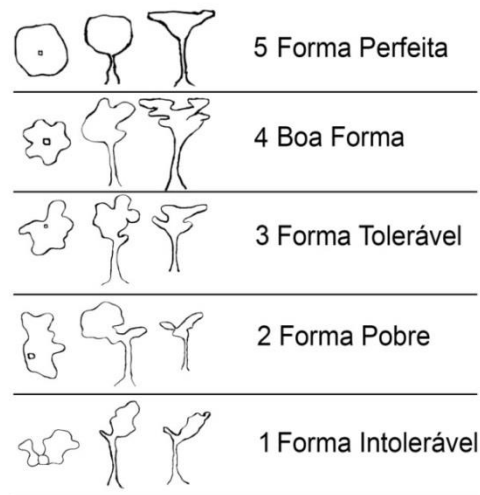 5 Forma Perfeita
4 Boa Forma
3 Forma Tolerável
2 Forma Pobre
1 Forma Intolerável